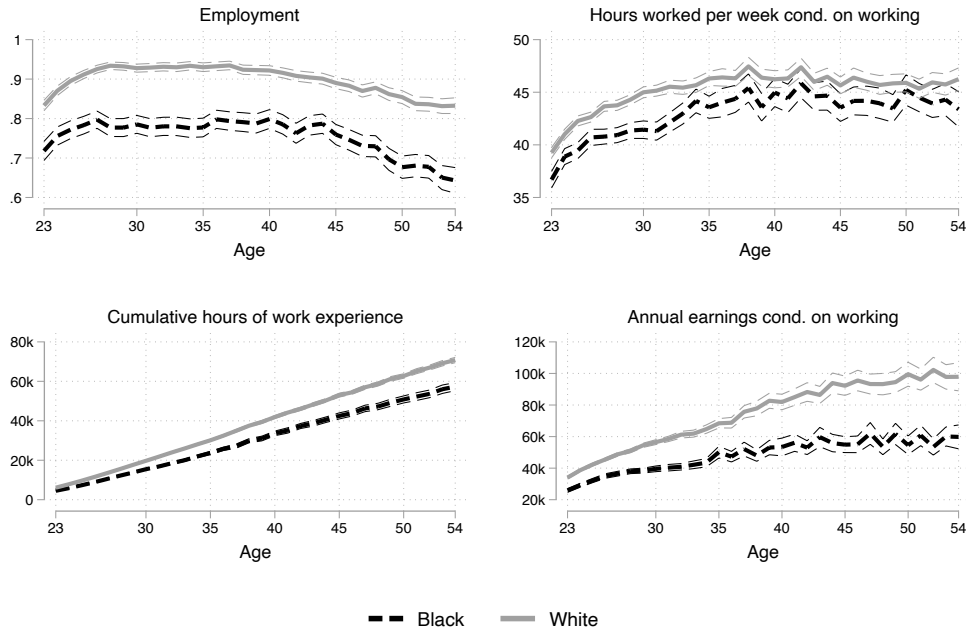 Employment
1
.9
.8
.7
.6
23 30 35 40 45 50 54
Age
Hours worked per week cond. on working
50
45
40
35
23 30 35 40 45 50 54
Age
Cumulative hours of work experience
80k
60k
40k
20k
0
23 30 35 40 45 50 54
Age
Annual earnings cond. on working
120k
100k
80k
60k
40k
20k
23 30 35 40 45 50 54
Age
Black White